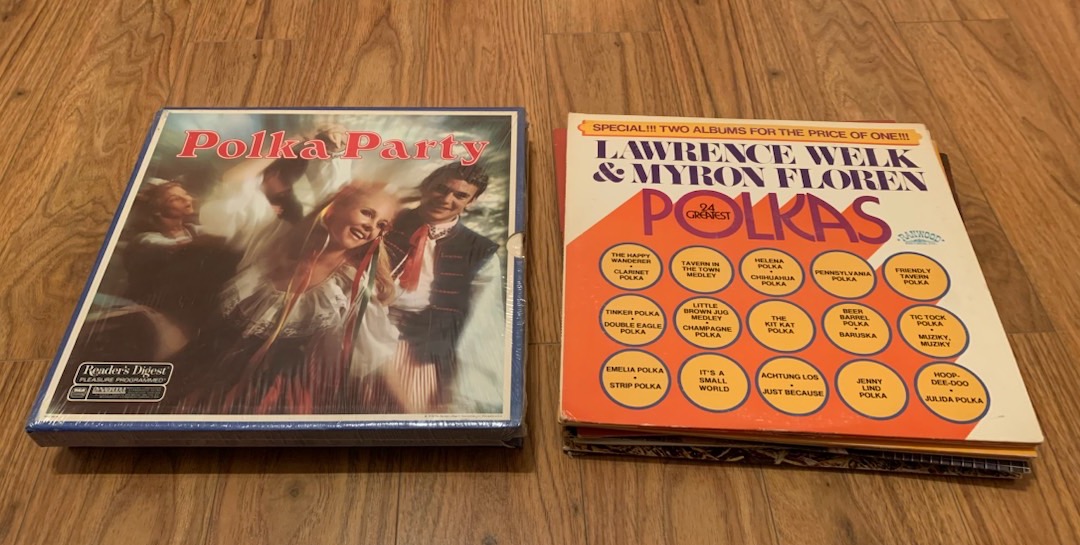 Polka Party
Reader's Digest
PLEASURE PROGRAMMED
SPECIAL!!! TWO ALBUMS FOR THE PRICE OF ONE!!!
LAWRENCE WELK
& MYRON FLOREN
24
GREATEST
POLKAS
RANWOOD
THE HAPPY
WANDERER
•
CLARINET
POLKA
TAVERN IN
THE TOWN
MEDLEY
HELENA
POLKA
•
CHIHUAHUA
POLKA
PENNSYLVANIA
POLKA
FRIENDLY
TAVERN
POLKA
TINKER POLKA
•
DOUBLE EAGLE
POLKA
LITTLE
BROWN JUG
MEDLEY
•
CHAMPAGNE
POLKA
THE
KIT KAT
POLKA
BEER
BARREL
POLKA
•
BARUSKA
TIC TOCK
POLKA
•
MUZIKY,
MUZIKY
EMELIA POLKA
•
STRIP POLKA
IT'S A
SMALL
WORLD
ACHTUNG LOS
•
JUST BECAUSE
JENNY
LIND
POLKA
HOOP-
DEE-DOO
•
JULIDA POLKA